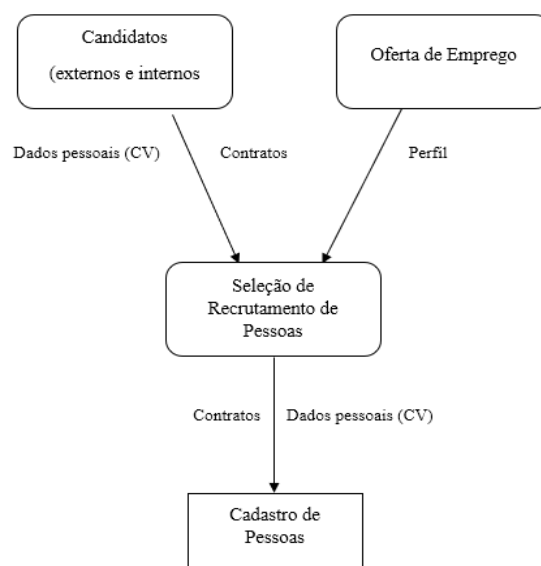 Candidatos
(externos e internos
Oferta de Emprego
Dados pessoais (CV)
Contratos
Perfil
Seleção de
Recrutamento de
Pessoas
Contratos
Dados pessoais (CV)
Cadastro de
Pessoas